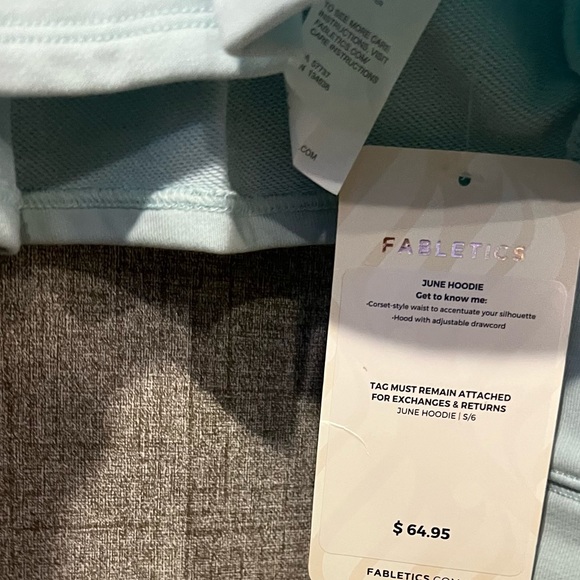 TO SEE MORE CARE
INSTRUCTIONS, VISIT
FABLETICS.COM/
CARE INSTRUCTIONS
57737
.COM
FABLETICS
JUNE HOODIE
Get to know me:
•Corset-style waist to accentuate your silhouette
•Hood with adjustable drawcord
TAG MUST REMAIN ATTACHED
FOR EXCHANGES & RETURNS
JUNE HOODIE | S/6
$ 64.95
FABLETICS.COM